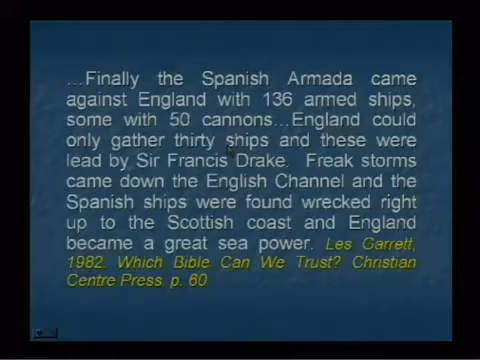 ...Finally the Spanish Armada came
against England with 136 armed ships,
some with 50 cannons...England could
only gather thirty ships and these were
lead by Sir Francis Drake. Freak storms
came down the English Channel and the
Spanish ships were found wrecked right
up to the Scottish coast and England
became a great sea power. Les Garrett,
1982. Which Bible Can We Trust? Christian
Centre Press, p. 60